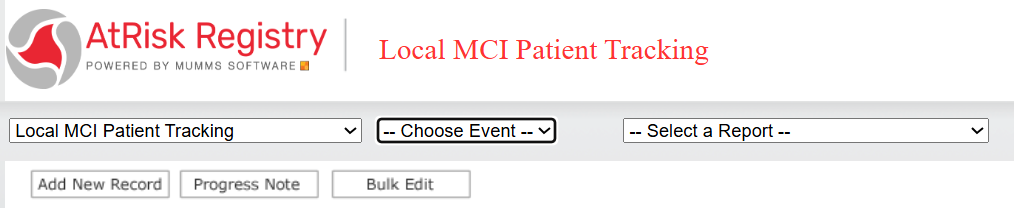 AtRisk Registry
POWERED BY MUMMS SOFTWARE
Local MCI Patient Tracking
Local MCI Patient Tracking
-- Choose Event --
-- Select a Report --
Add New Record
Progress Note
Bulk Edit